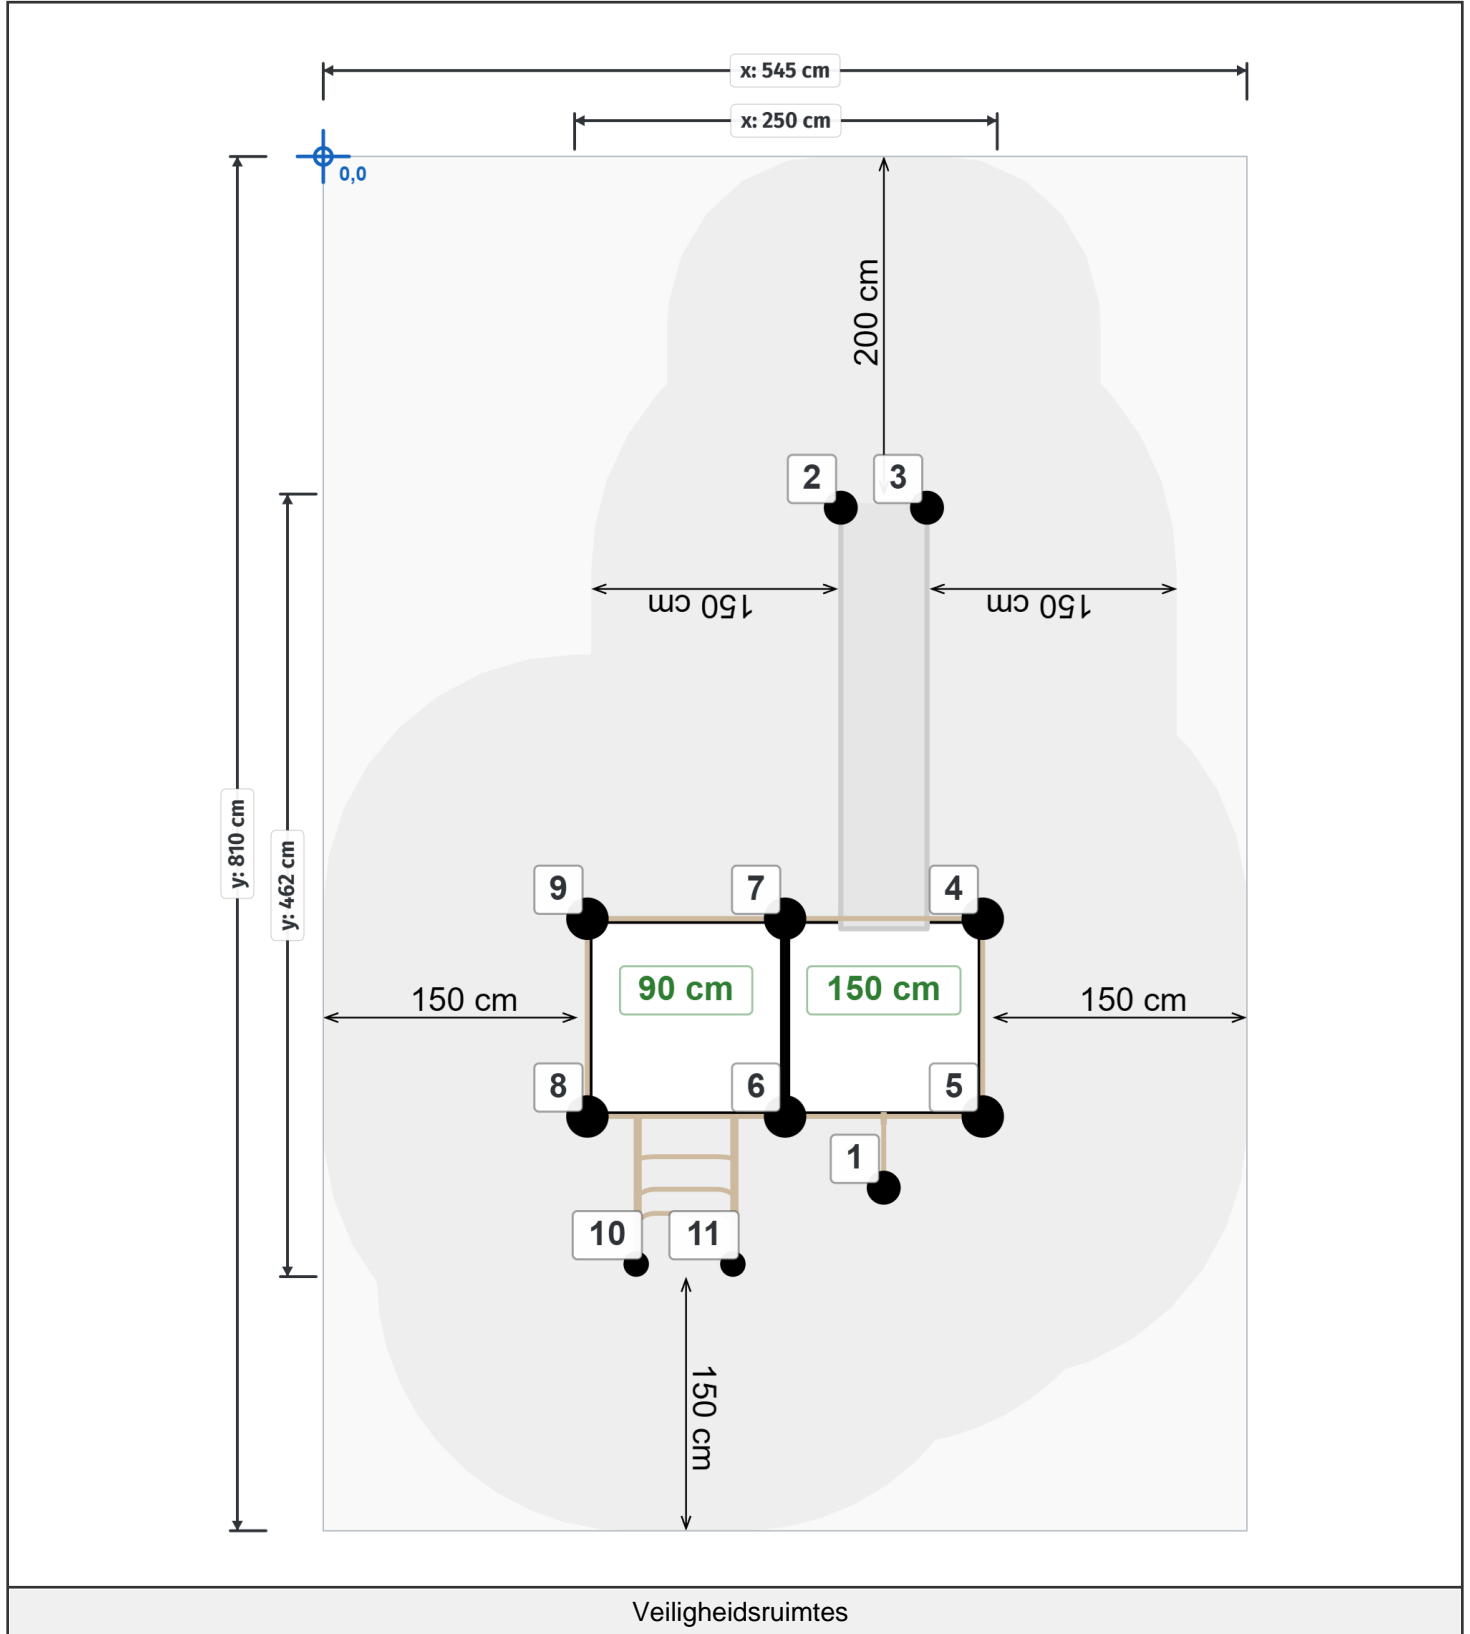 x: 545 cm
x: 250 cm
0,0
200 cm
2
3
150 cm
150 cm
y: 810 cm
y: 462 cm
9
7
4
90 cm
150 cm
150 cm
150 cm
8
6
5
1
10
11
150 cm
Veiligheidsruimtes